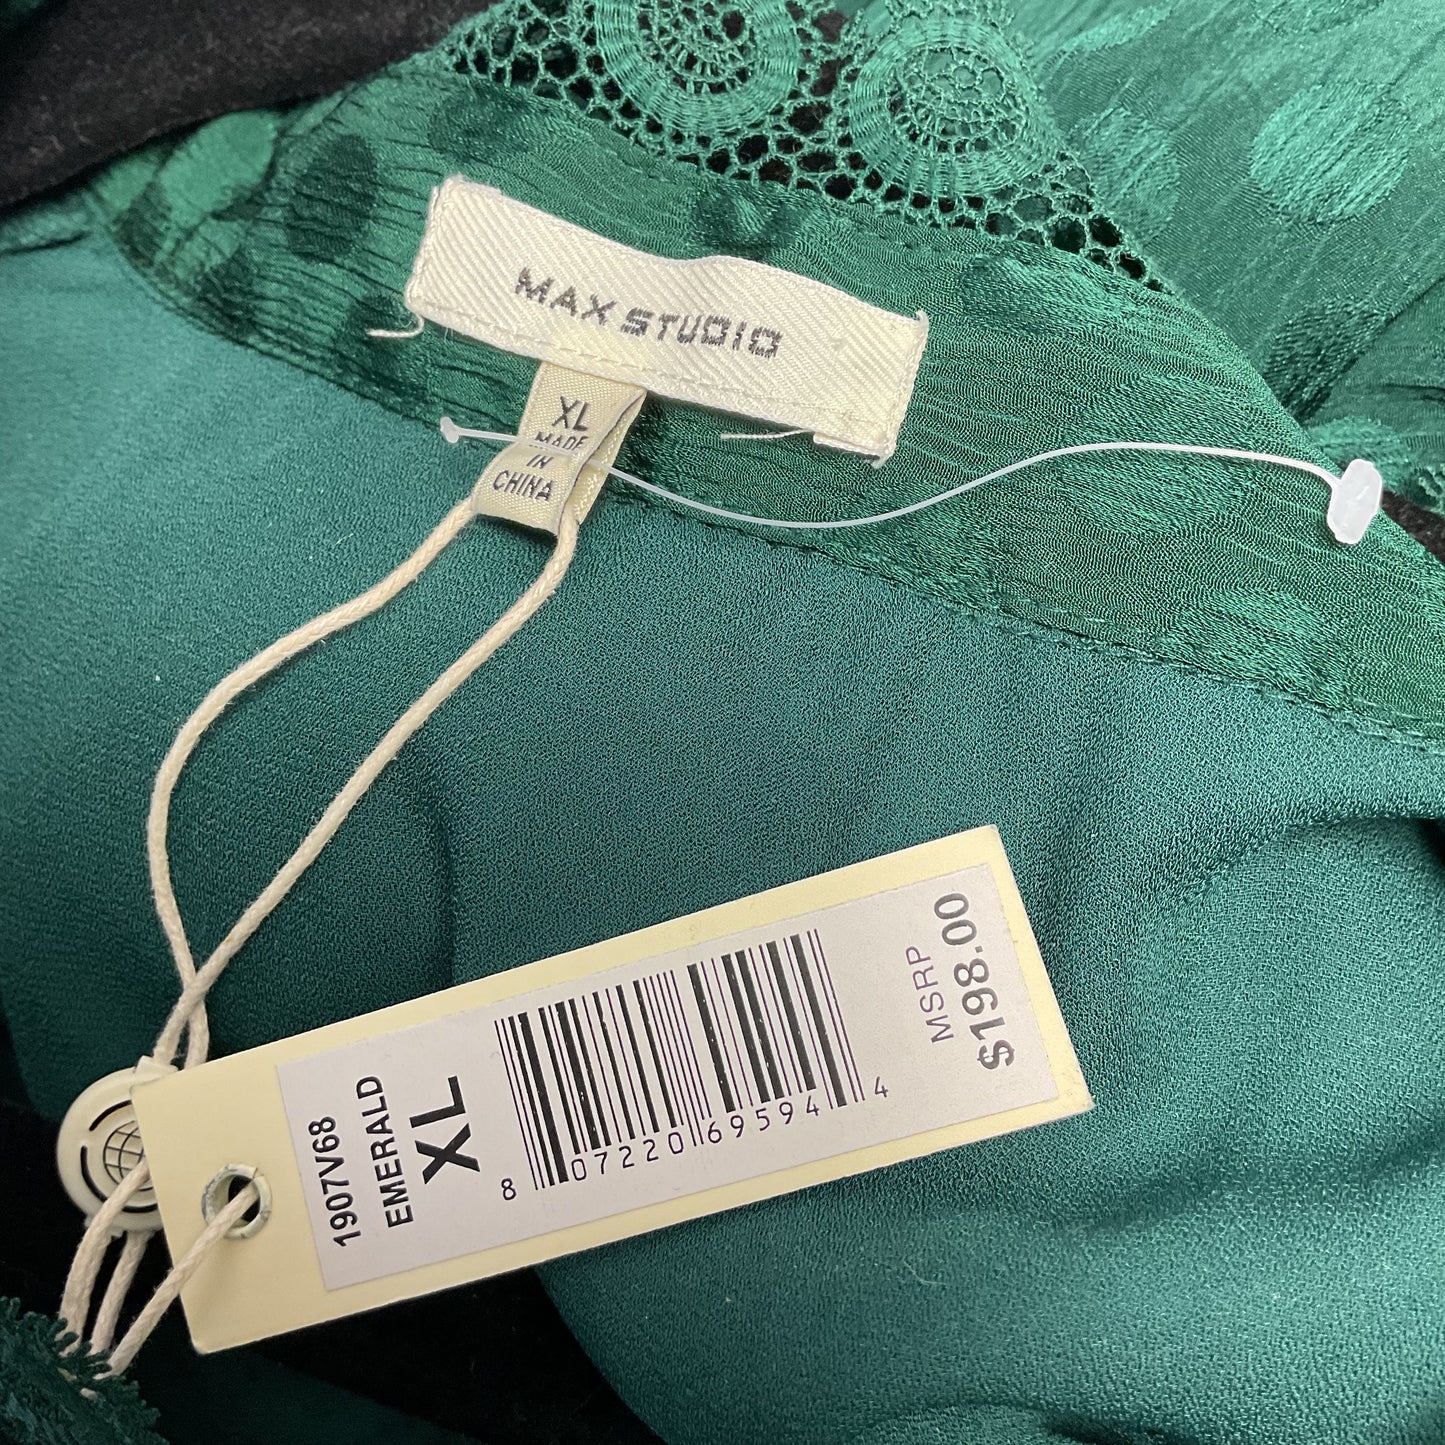 MAX STUDIO
XL
MADE
IN
CHINA
1907V68
EMERALD
XL
8 07220 69594 4
MSRP
$198.00